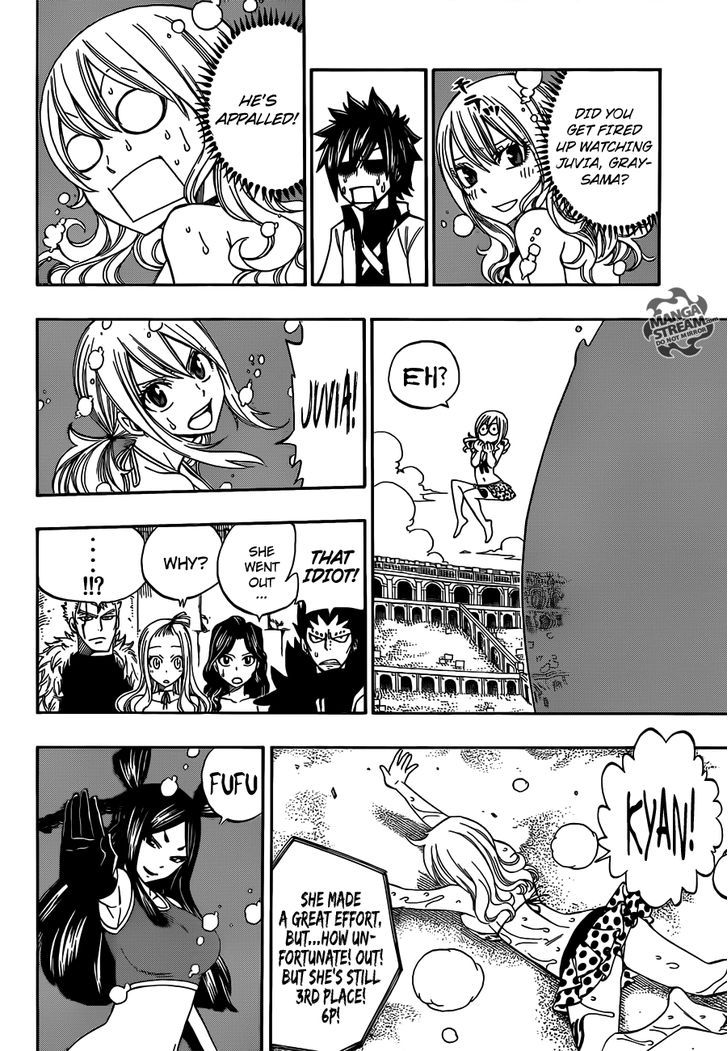 DID YOU
GET FIRED
UP WATCHING
JUVIA, GRAY-
SAMA?
HE'S
APPALLED!
MANGA
STREAM.com
DO NOT MIRROR
EH?
JUVIA!
THAT
IDIOT!
SHE
WENT
OUT
...
WHY?
......
!!?
KYAN!
SHE MADE
A GREAT EFFORT,
BUT...HOW UN-
FORTUNATE! OUT!
BUT SHE'S STILL
3RD PLACE!
6P!
FUFU